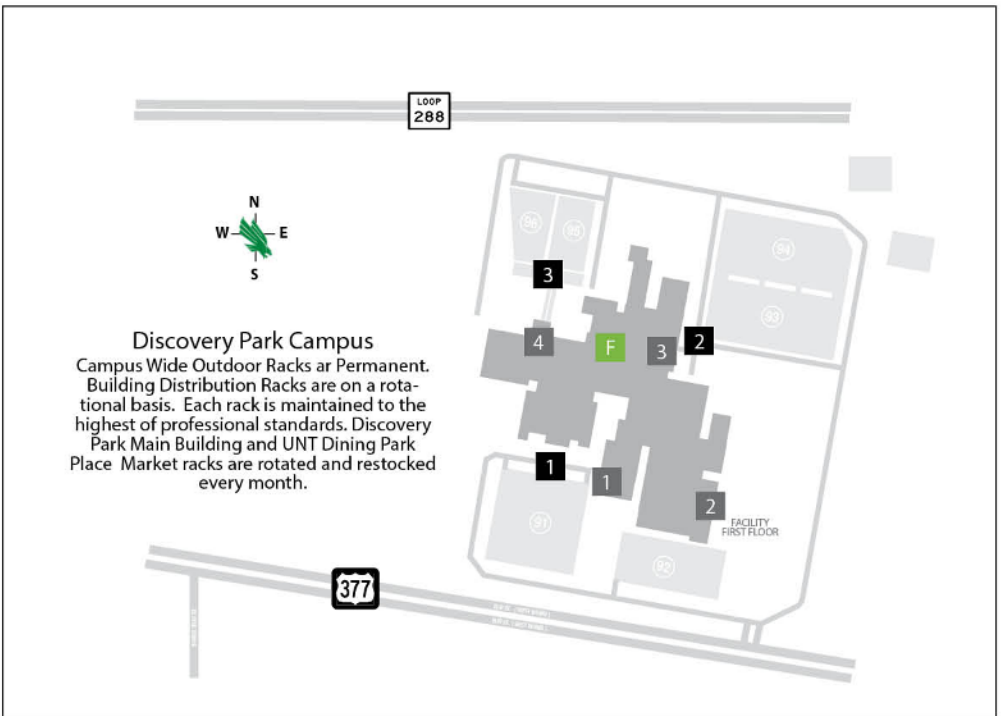 LOOP
288
N
W E
S
96 95
94
93
3
4 F 3 2
Discovery Park Campus
Campus Wide Outdoor Racks ar Permanent.
Building Distribution Racks are on a rota-
tional basis. Each rack is maintained to the
highest of professional standards. Discovery
Park Main Building and UNT Dining Park
Place Market racks are rotated and restocked
every month.
1
1
2
FACILITY
FIRST FLOOR
91
92
377